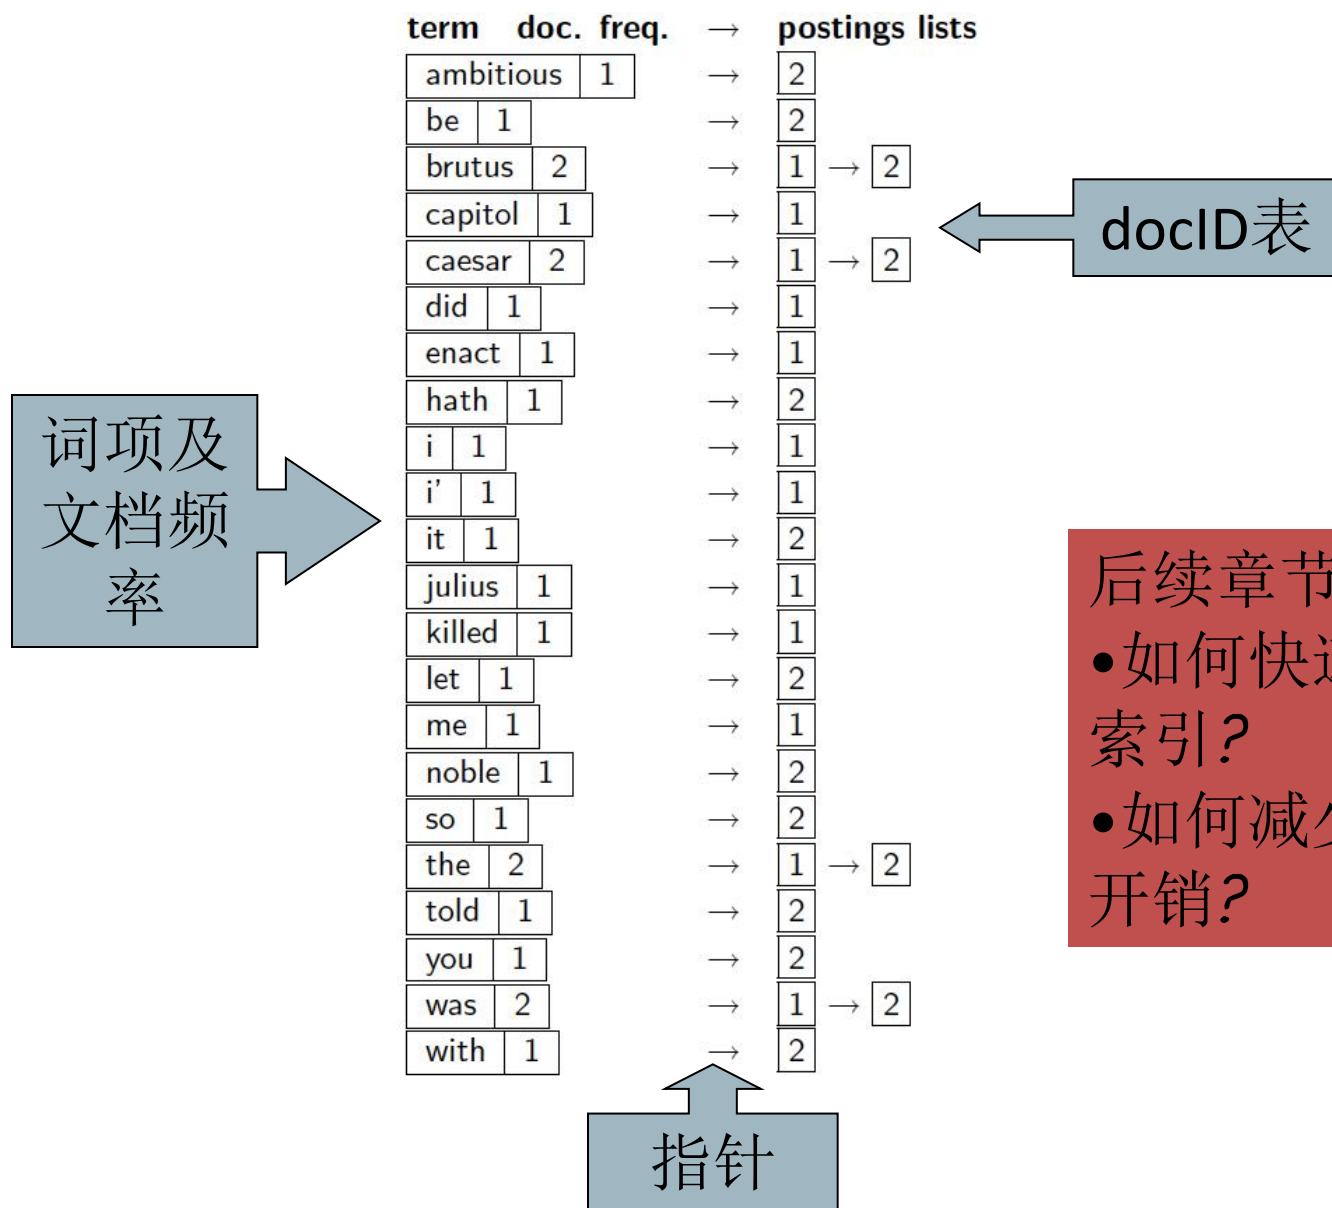 term doc. freq. → postings lists
ambitious 1 → 2
be 1 → 2
brutus 2 → 1 → 2
capitol 1 → 1
caesar 2 → 1 → 2
did 1 → 1
enact 1 → 1
hath 1 → 2
i 1 → 1
i' 1 → 1
it 1 → 2
julius 1 → 1
killed 1 → 1
let 1 → 2
me 1 → 1
noble 1 → 2
so 1 → 2
the 2 → 1 → 2
told 1 → 2
you 1 → 2
was 2 → 1 → 2
with 1 → 2
docID表
词项及
文档频
率
后续章节
•如何快
索引?
•如何减
开销?
指针